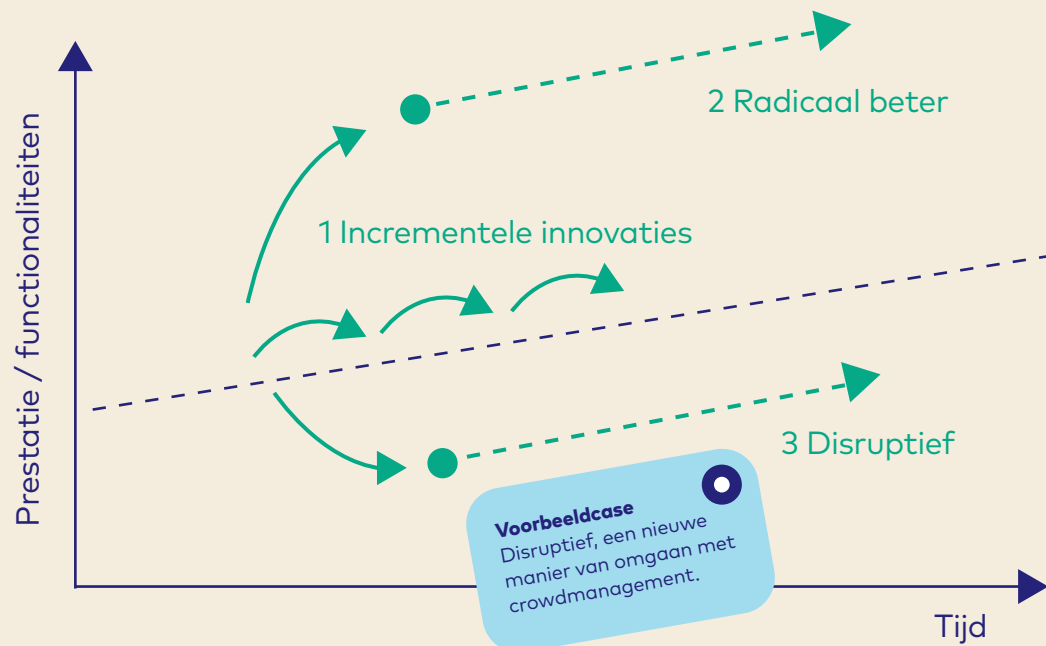 Prestatie / functionaliteiten
2 Radicaal beter
1 Incrementele innovaties
3 Disruptief
Voorbeeldcase
Disruptief, een nieuwe
manier van omgaan met
crowdmanagement.
Tijd